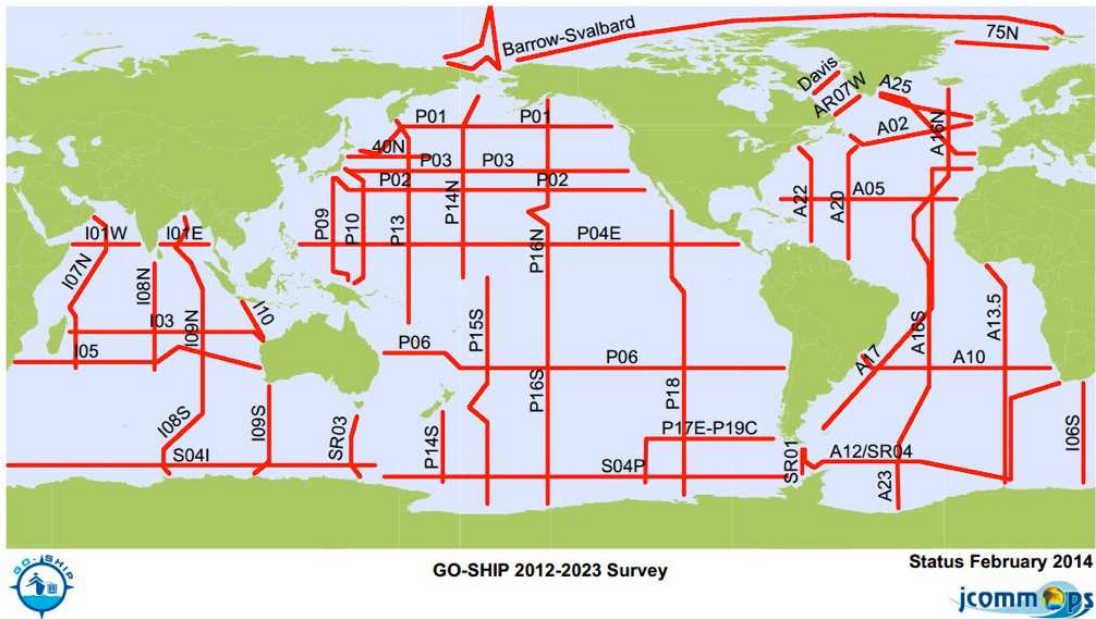 Barrow-Svalbard
75N
Davis
AR07W
A25
P01
P01
A02
A16N
40N
P03
P03
P02
P02
A22
A20
A05
P09
P10
P13
P14N
I01W
I01E
P16N
P04E
I07N
I08N
I10
I03
I09N
P15S
A16S
A13.5
I05
P06
P06
A17
A10
P16S
P18
I08S
I09S
SR03
P14S
P17E-P19C
I06S
S04I
S04P
SR01
A12/SR04
A23
GO-SHIP
GO-SHIP 2012-2023 Survey
Status February 2014
jcommops